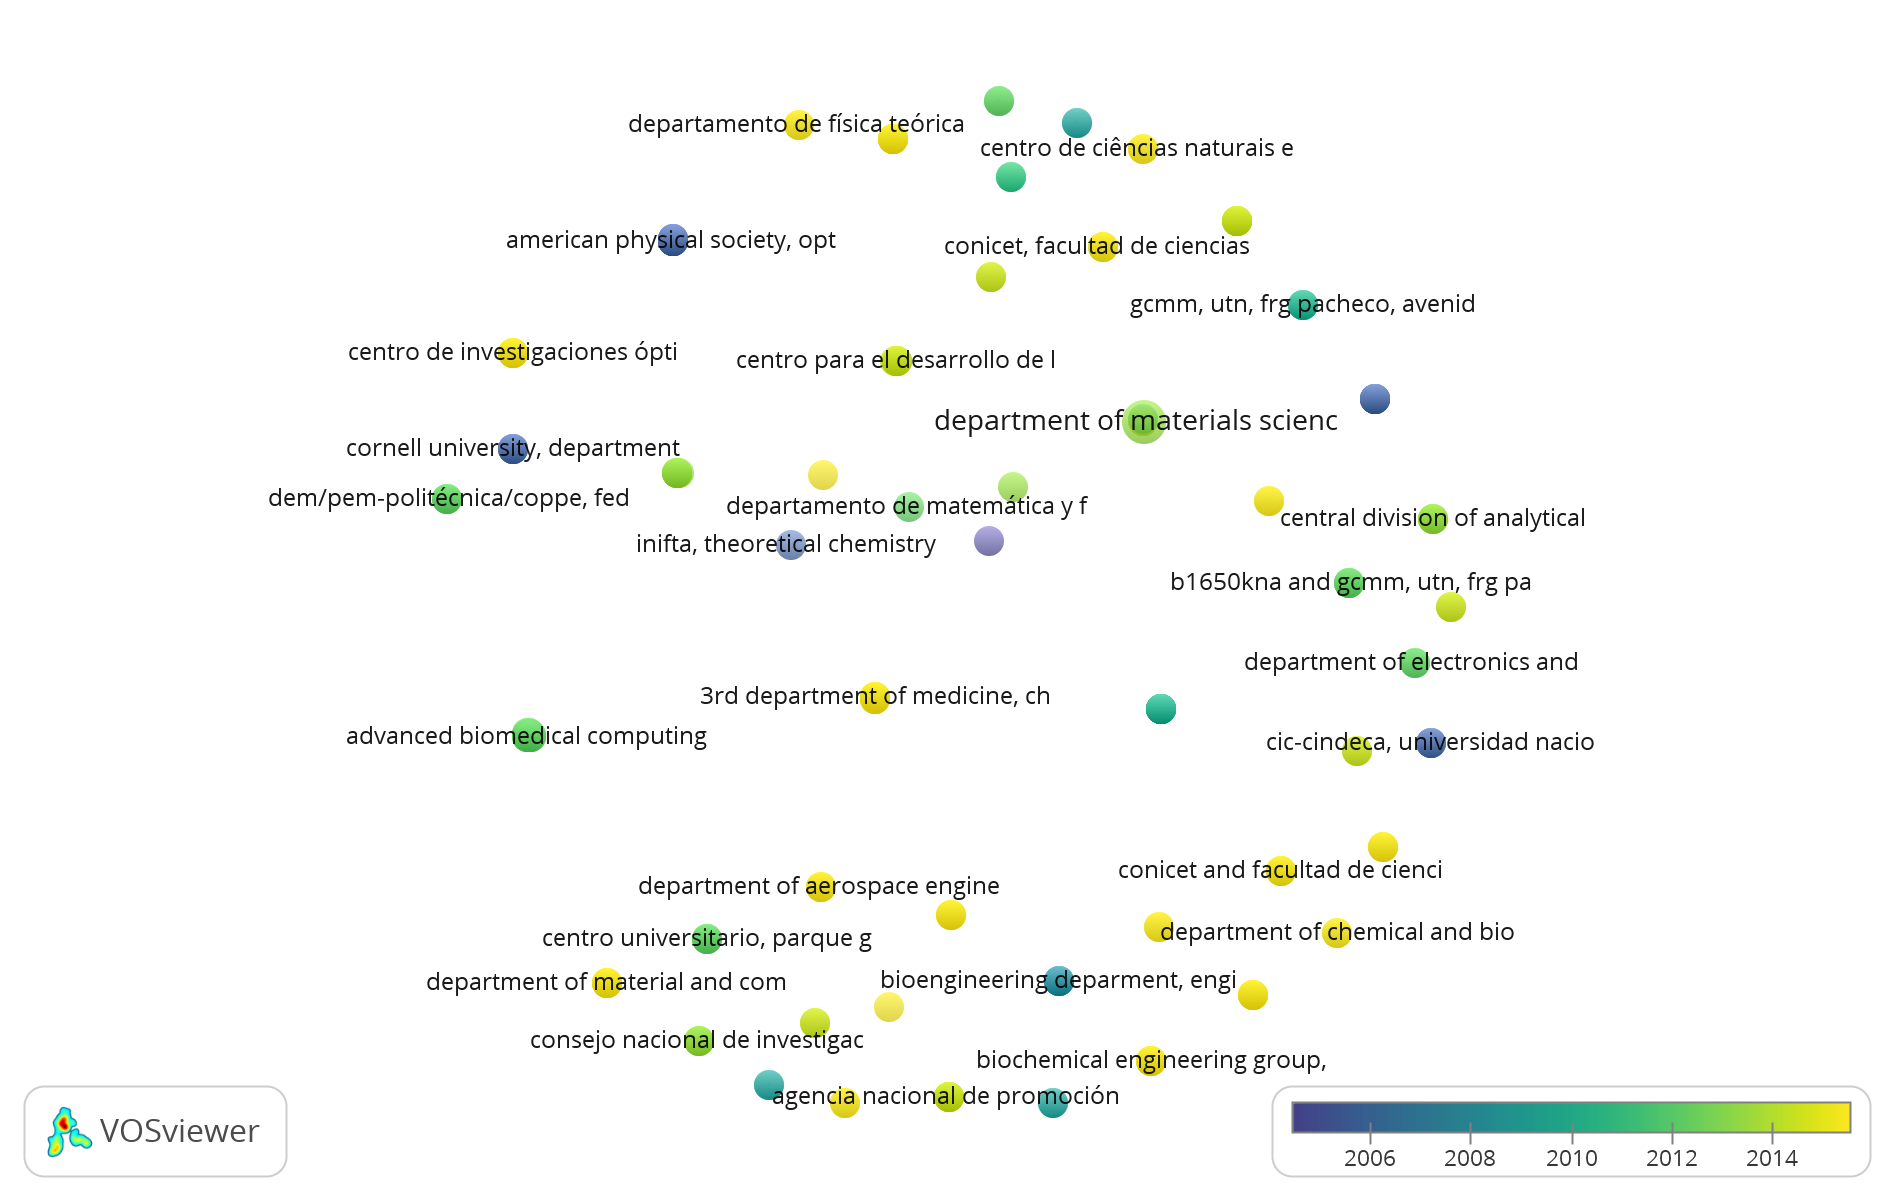 departamento de física teórica
centro de ciências naturais e
american physical society, opt
conicet, facultad de ciencias
gcmm, utn, frg pacheco, avenid
centro de investigaciones ópti
centro para el desarrollo de l
department of materials scienc
cornell university, department
dem/pem-politécnica/coppe, fed
departamento de matemática y f
central division of analytical
inifta, theoretical chemistry
b1650kna and gcmm, utn, frg pa
department of electronics and
3rd department of medicine, ch
advanced biomedical computing
cic-cindeca, universidad nacio
conicet and facultad de cienci
department of aerospace engine
department of chemical and bio
centro universitario, parque g
department of material and com
bioengineering deparment, engi
consejo nacional de investigac
biochemical engineering group,
agencia nacional de promoción
VOSviewer
2006 2008 2010 2012 2014